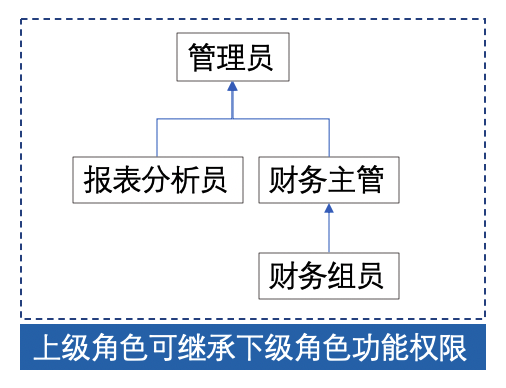 管理员
报表分析员
财务主管
财务组员
上级角色可继承下级角色功能权限